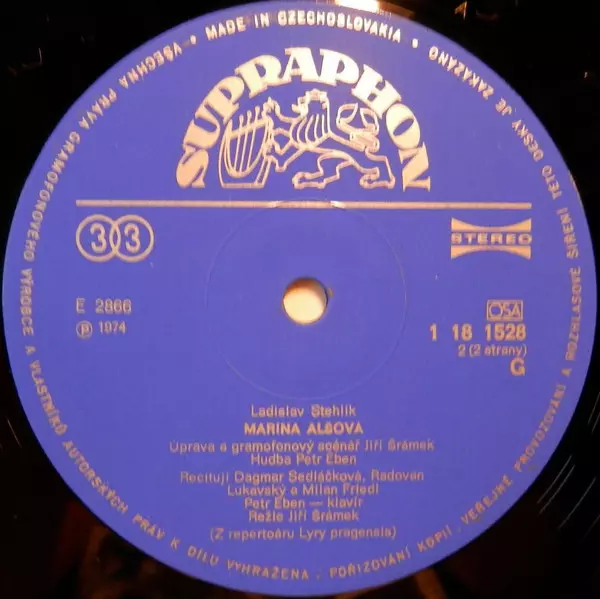 VŠECHNA PRÁVA GRAMOFONOVÉHO VÝROBCE A VLASTNÍKŮ AUTORSKÝCH PRÁV K DÍLU VYHRAŽENA . POŘIZOVÁNÍ KOPIÍ . VEŘEJNÉ PROVOZOVÁNÍ A ROZHLASOVÉ ŠÍŘENÍ TÉTO DESKY JE ZAKÁZÁNO
• MADE IN CZECHOSLOVAKIA •
SUPRAPHON
33
STEREO
E 2866
OSA
℗ 1974
1 18 1528
2 (2 strany)
G
Ladislav Stehlík
MARINA ALŠOVÁ
Úprava a gramofonový scénář Jiří Šrámek
Hudba Petr Eben
Recitují Dagmar Sedláčková, Radovan
Lukavský a Milan Friedl
Petr Eben — klavír
Režie Jiří Šrámek
(Z repertoáru Lyry pragensis)